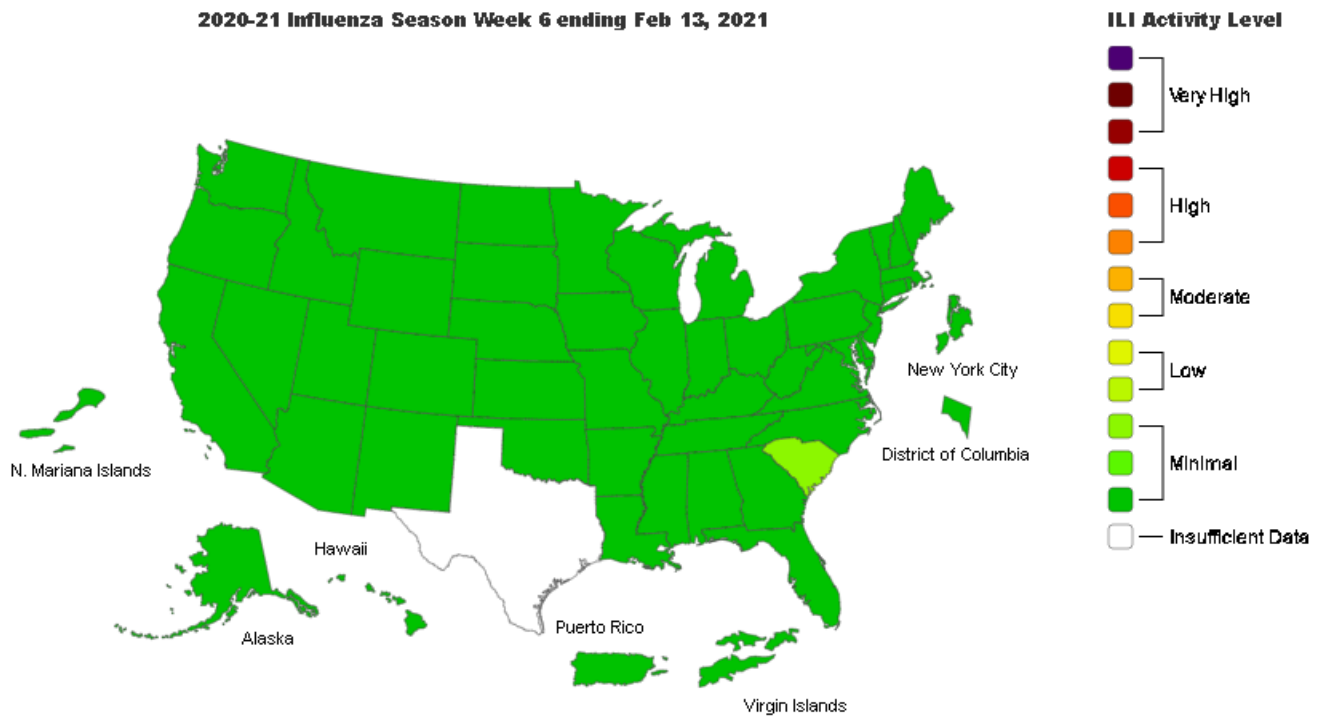 2020-21 Influenza Season Week 6 ending Feb 13, 2021
ILI Activity Level
Very High
High
Moderate
Low
Minimal
Insufficient Data
New York City
District of Columbia
N. Mariana Islands
Hawaii
Alaska
Puerto Rico
Virgin Islands